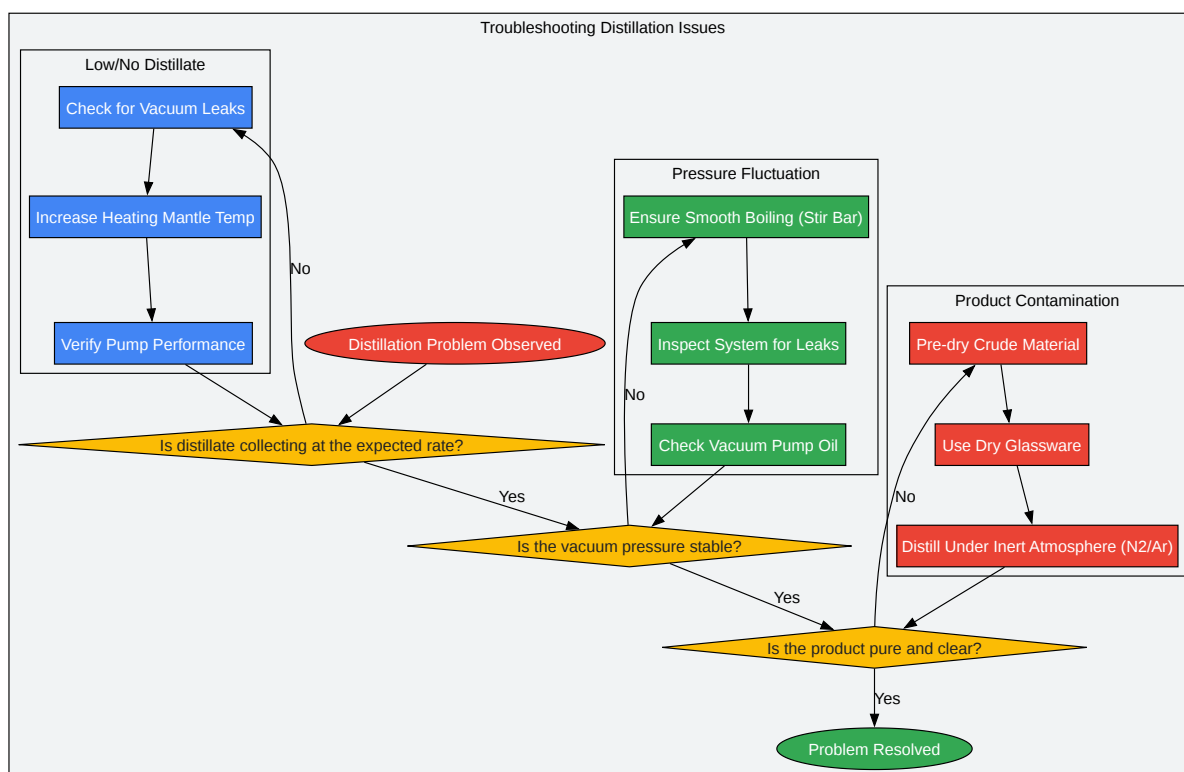 Troubleshooting Distillation Issues
Low/No Distillate
Check for Vacuum Leaks
Increase Heating Mantle Temp
Verify Pump Performance
No
Distillation Problem Observed
Is distillate collecting at the expected rate?
Yes
Pressure Fluctuation
Ensure Smooth Boiling (Stir Bar)
Inspect System for Leaks
Check Vacuum Pump Oil
No
Is the vacuum pressure stable?
Yes
Product Contamination
Pre-dry Crude Material
Use Dry Glassware
Distill Under Inert Atmosphere (N2/Ar)
No
Is the product pure and clear?
Yes
Problem Resolved